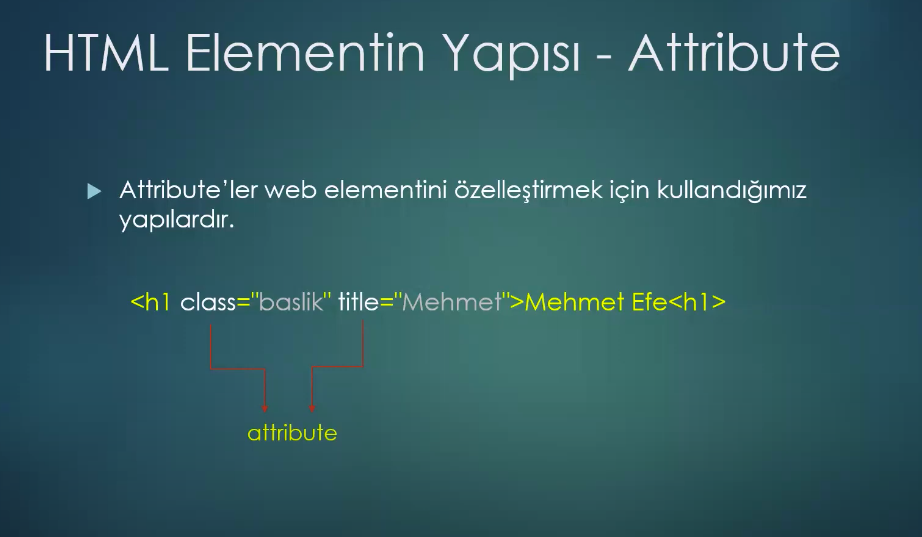 HTML Elementin Yapısı - Attribute
Attribute’ler web elementini özelleştirmek için kullandığımız
yapılardır.
<h1 class="baslik" title="Mehmet">Mehmet Efe<h1>
attribute